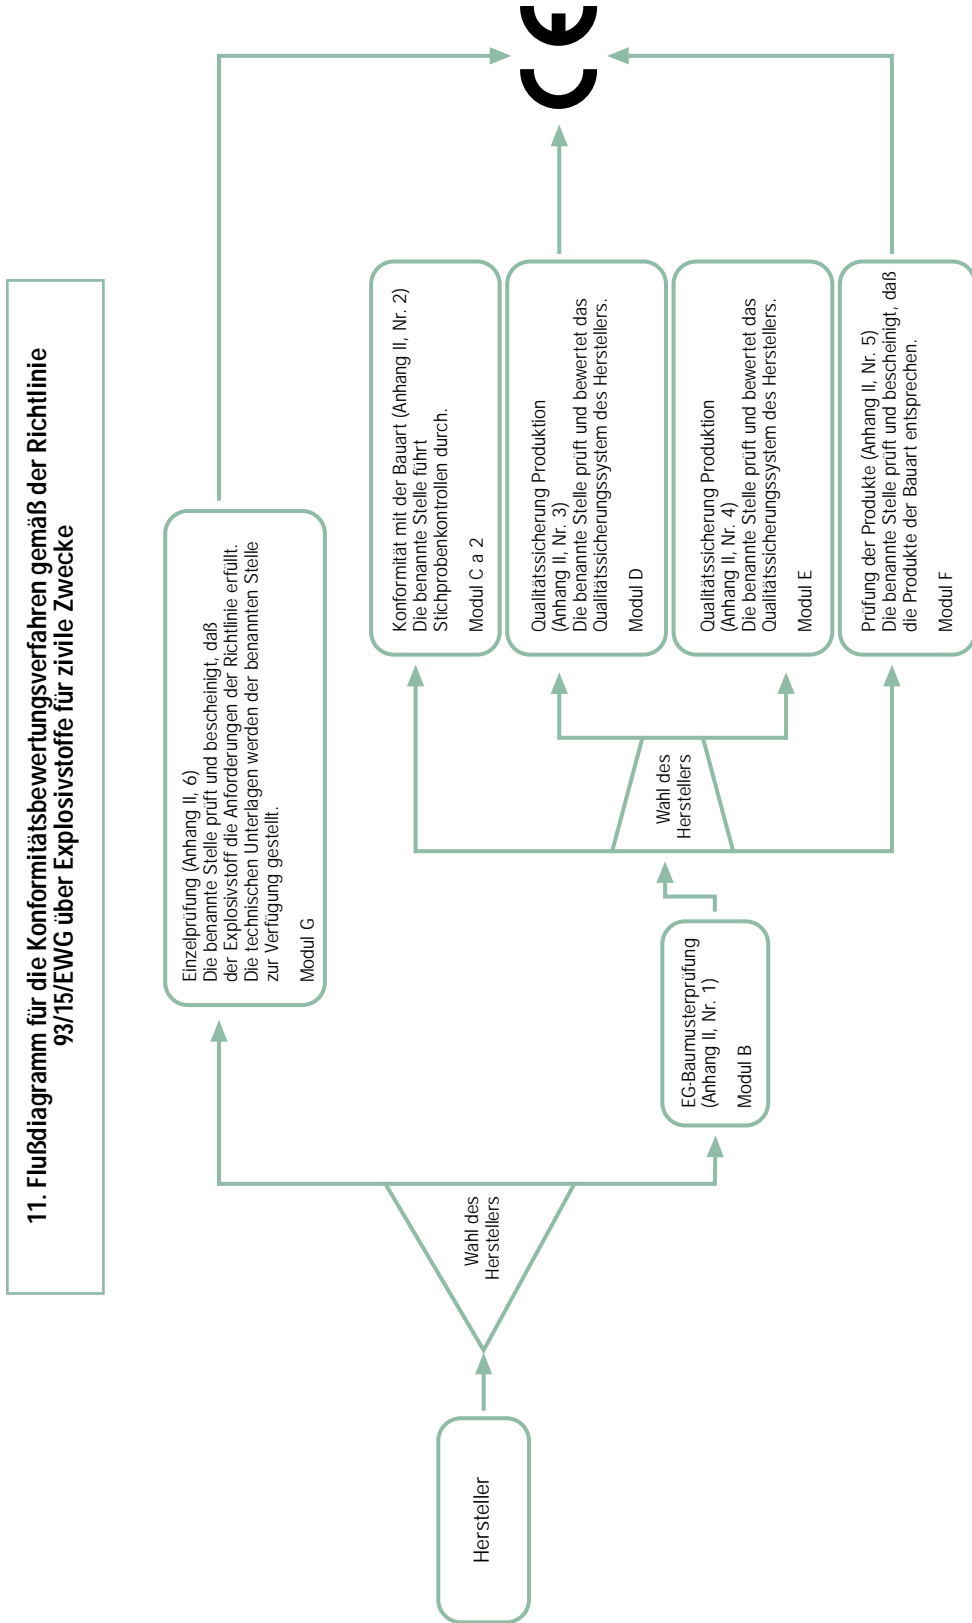 11. Flußdiagramm für die Konformitätsbewertungsverfahren gemäß der Richtlinie
93/15/EWG über Explosivstoffe für zivile Zwecke
Hersteller
Wahl des
Herstellers
Einzelprüfung (Anhang II, 6)
Die benannte Stelle prüft und bescheinigt, daß
der Explosivstoff die Anforderungen der Richtlinie erfüllt.
Die technischen Unterlagen werden der benannten Stelle
zur Verfügung gestellt.
Modul G
EG-Baumusterprüfung
(Anhang II, Nr. 1)
Modul B
Wahl des
Herstellers
Konformität mit der Bauart (Anhang II, Nr. 2)
Die benannte Stelle führt
Stichprobenkontrollen durch.
Modul C a 2
Qualitätssicherung Produktion
(Anhang II, Nr. 3)
Die benannte Stelle prüft und bewertet das
Qualitätssicherungssystem des Herstellers.
Modul D
Qualitätssicherung Produktion
(Anhang II, Nr. 4)
Die benannte Stelle prüft und bewertet das
Qualitätssicherungssystem des Herstellers.
Modul E
Prüfung der Produkte (Anhang II, Nr. 5)
Die benannte Stelle prüft und bescheinigt, daß
die Produkte der Bauart entsprechen.
Modul F
CE